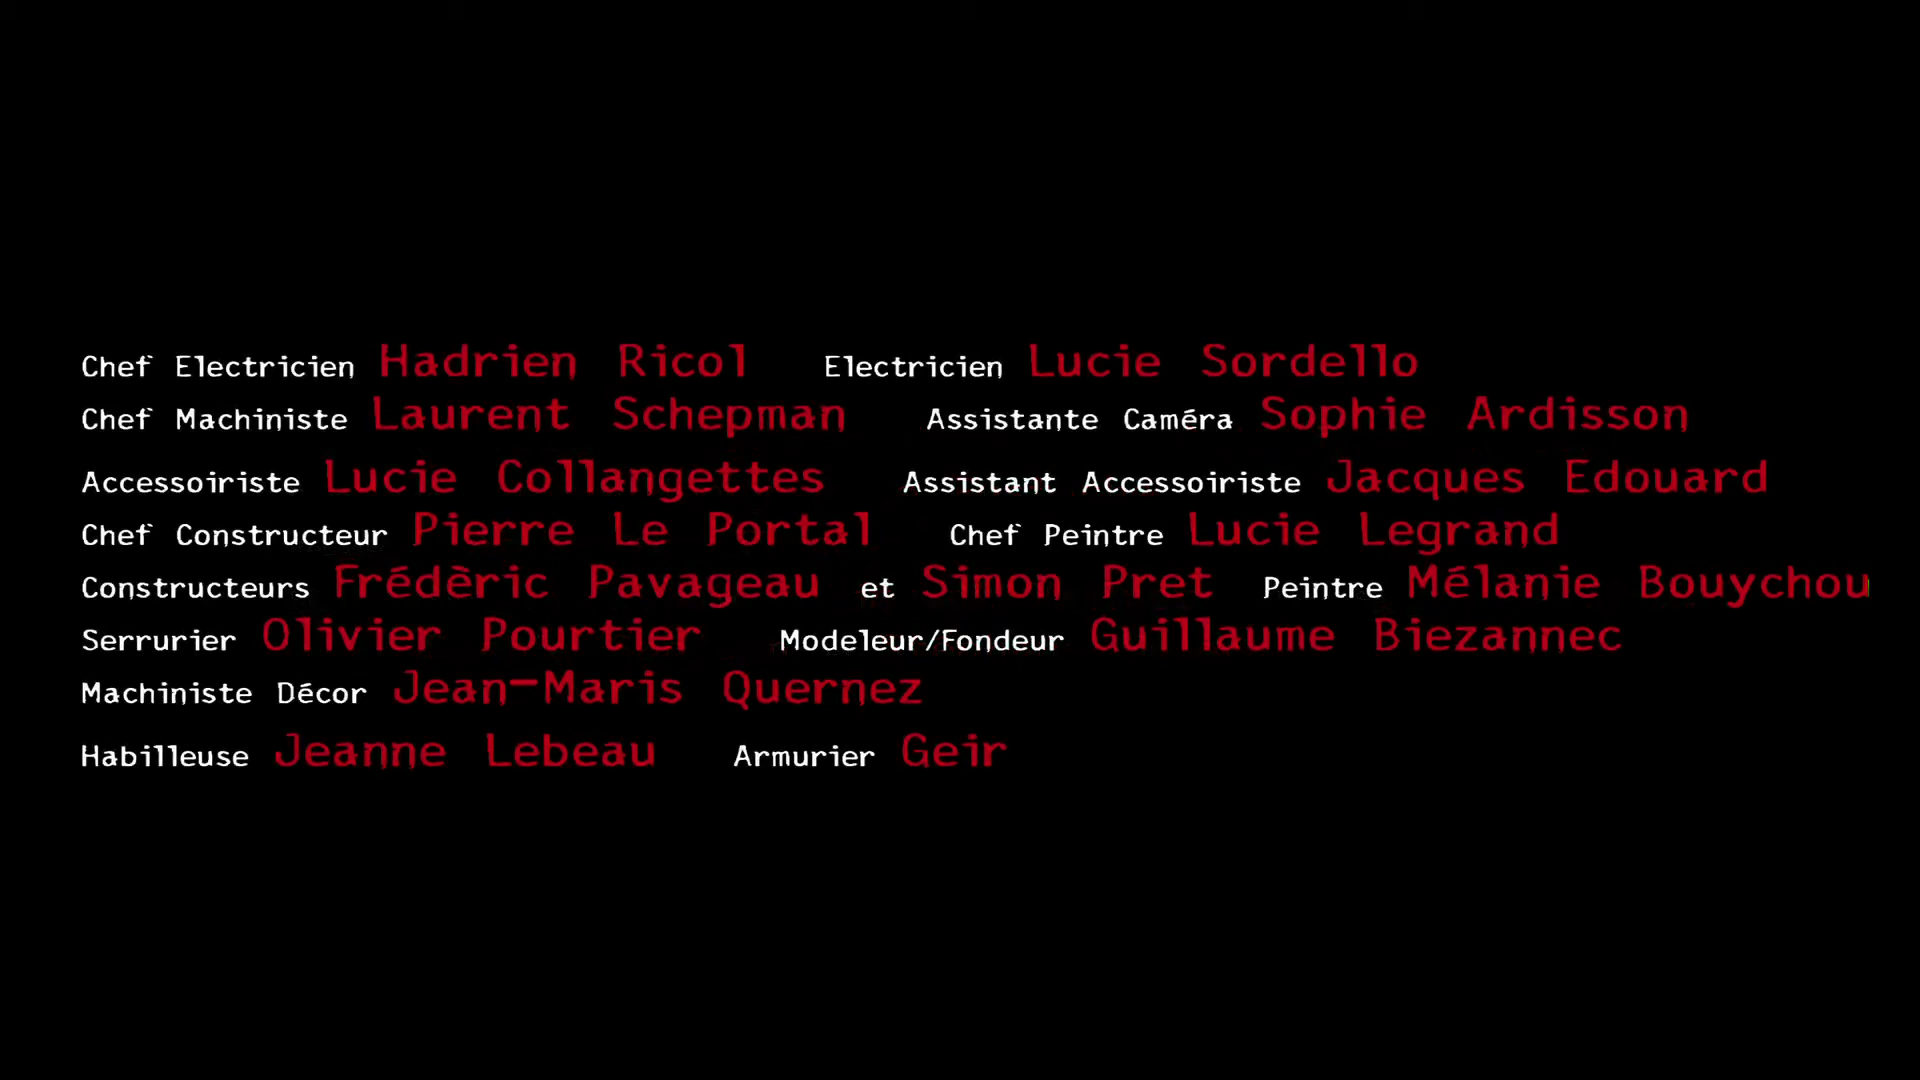 Chef Electricien Hadrien Ricol Electricien Lucie Sordello
Chef Machiniste Laurent Schepman Assistante Caméra Sophie Ardisson
Accessoiriste Lucie Collangettes Assistant Accessoiriste Jacques Edouard
Chef Constructeur Pierre Le Portal Chef Peintre Lucie Legrand
Constructeurs Frédèric Pavageau et Simon Pret Peintre Mélanie Bouychou
Serrurier Olivier Pourtier Modeleur/Fondeur Guillaume Biezannec
Machiniste Décor Jean-Maris Quernez
Habilleuse Jeanne Lebeau Armurier Geir